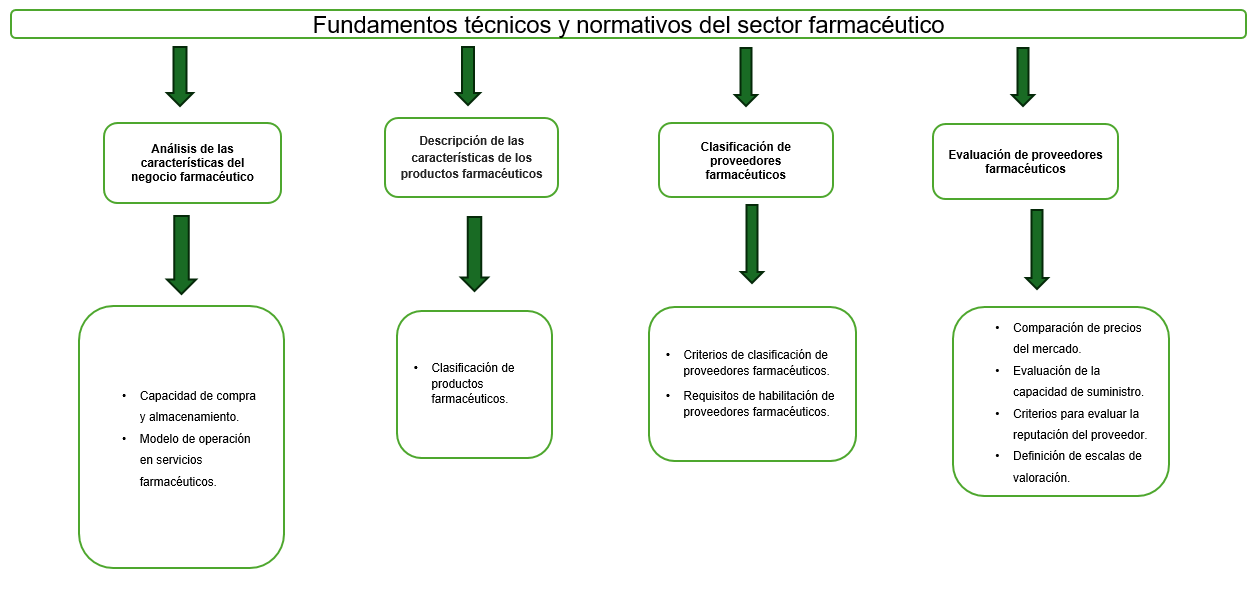 Fundamentos técnicos y normativos del sector farmacéutico
Análisis de las
características del
negocio farmacéutico
Descripción de las
características de los
productos farmacéuticos
Clasificación de
proveedores
farmacéuticos
Evaluación de proveedores
farmacéuticos
• Capacidad de compra
y almacenamiento.
• Modelo de operación
en servicios
farmacéuticos.
• Clasificación de
productos
farmacéuticos.
• Criterios de clasificación de
proveedores farmacéuticos.
• Requisitos de habilitación de
proveedores farmacéuticos.
• Comparación de precios
del mercado.
• Evaluación de la
capacidad de suministro.
• Criterios para evaluar la
reputación del proveedor.
• Definición de escalas de
valoración.